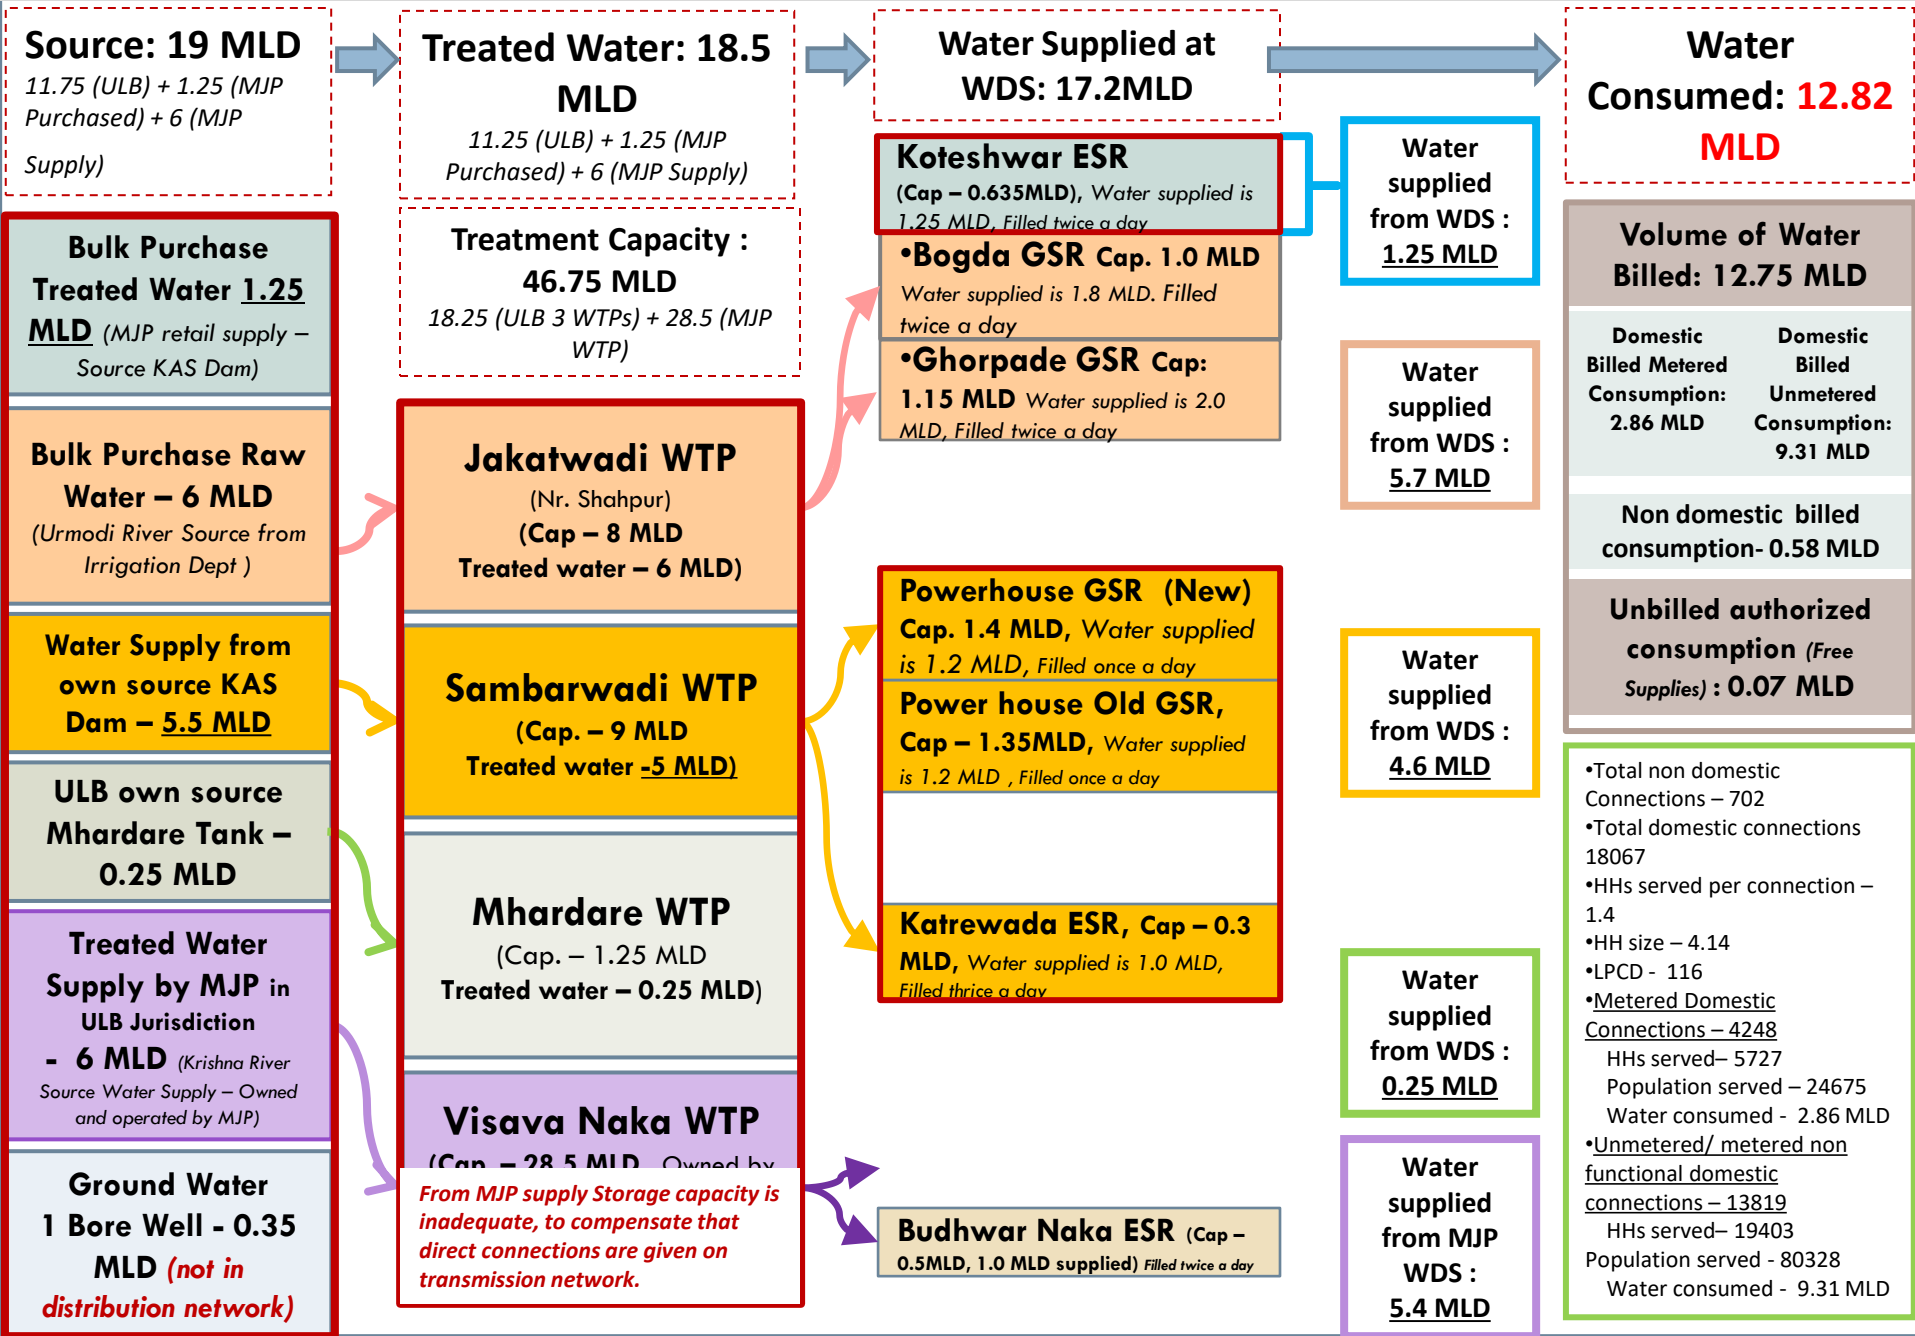 Source: 19 MLD
11.75 (ULB) + 1.25 (MJP
Purchased) + 6 (MJP
Supply)
Treated Water: 18.5
MLD
11.25 (ULB) + 1.25 (MJP
Purchased) + 6 (MJP Supply)
Water Supplied at
WDS: 17.2MLD
Water
Consumed: 12.82
MLD
Bulk Purchase
Treated Water 1.25
MLD (MJP retail supply –
Source KAS Dam)
Bulk Purchase Raw
Water – 6 MLD
(Urmodi River Source from
Irrigation Dept )
Water Supply from
own source KAS
Dam – 5.5 MLD
ULB own source
Mhardare Tank –
0.25 MLD
Treated Water
Supply by MJP in
ULB Jurisdiction
- 6 MLD (Krishna River
Source Water Supply – Owned
and operated by MJP)
Ground Water
1 Bore Well - 0.35
MLD (not in
distribution network)
Treatment Capacity :
46.75 MLD
18.25 (ULB 3 WTPs) + 28.5 (MJP
WTP)
Jakatwadi WTP
(Nr. Shahpur)
(Cap – 8 MLD
Treated water – 6 MLD)
Sambarwadi WTP
(Cap. – 9 MLD
Treated water -5 MLD)
Mhardare WTP
(Cap. – 1.25 MLD
Treated water – 0.25 MLD)
Visava Naka WTP
(Cap. – 28.5 MLD Owned by
From MJP supply Storage capacity is
inadequate, to compensate that
direct connections are given on
transmission network.
Koteshwar ESR
(Cap – 0.635MLD), Water supplied is
1.25 MLD, Filled twice a day
•Bogda GSR Cap. 1.0 MLD
Water supplied is 1.8 MLD. Filled
twice a day
•Ghorpade GSR Cap:
1.15 MLD Water supplied is 2.0
MLD, Filled twice a day
Powerhouse GSR (New)
Cap. 1.4 MLD, Water supplied
is 1.2 MLD, Filled once a day
Power house Old GSR,
Cap – 1.35MLD, Water supplied
is 1.2 MLD , Filled once a day
Katrewada ESR, Cap – 0.3
MLD, Water supplied is 1.0 MLD,
Filled thrice a day
Budhwar Naka ESR (Cap –
0.5MLD, 1.0 MLD supplied) Filled twice a day
Water
supplied
from WDS :
1.25 MLD
Water
supplied
from WDS :
5.7 MLD
Water
supplied
from WDS :
4.6 MLD
Water
supplied
from WDS :
0.25 MLD
Water
supplied
from MJP
WDS :
5.4 MLD
Volume of Water
Billed: 12.75 MLD
Domestic
Billed Metered
Consumption:
2.86 MLD
Domestic
Billed
Unmetered
Consumption:
9.31 MLD
Non domestic billed
consumption- 0.58 MLD
Unbilled authorized
consumption (Free
Supplies) : 0.07 MLD
•Total non domestic
Connections – 702
•Total domestic connections
18067
•HHs served per connection –
1.4
•HH size – 4.14
•LPCD - 116
•Metered Domestic
Connections – 4248
HHs served– 5727
Population served – 24675
Water consumed - 2.86 MLD
•Unmetered/ metered non
functional domestic
connections – 13819
HHs served– 19403
Population served - 80328
Water consumed - 9.31 MLD